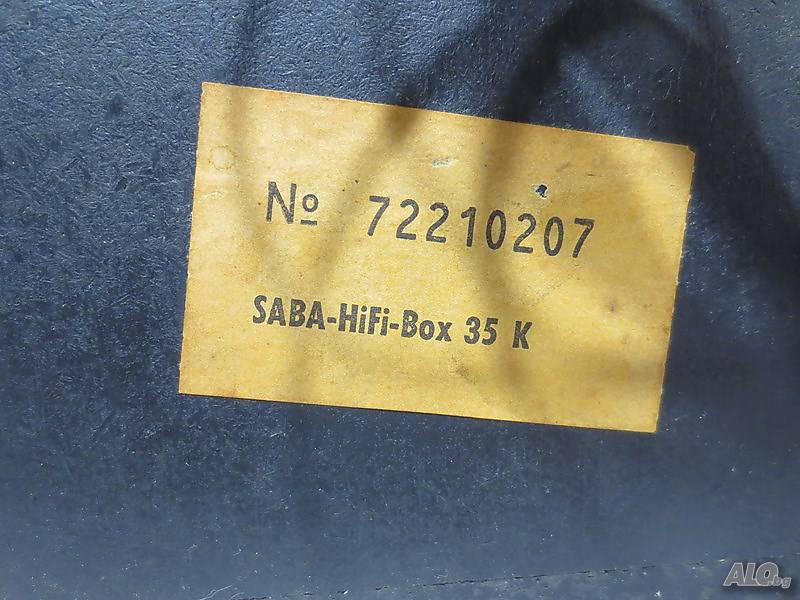 № 72210207
SABA-HiFi-Box 35 K
ALO.bg